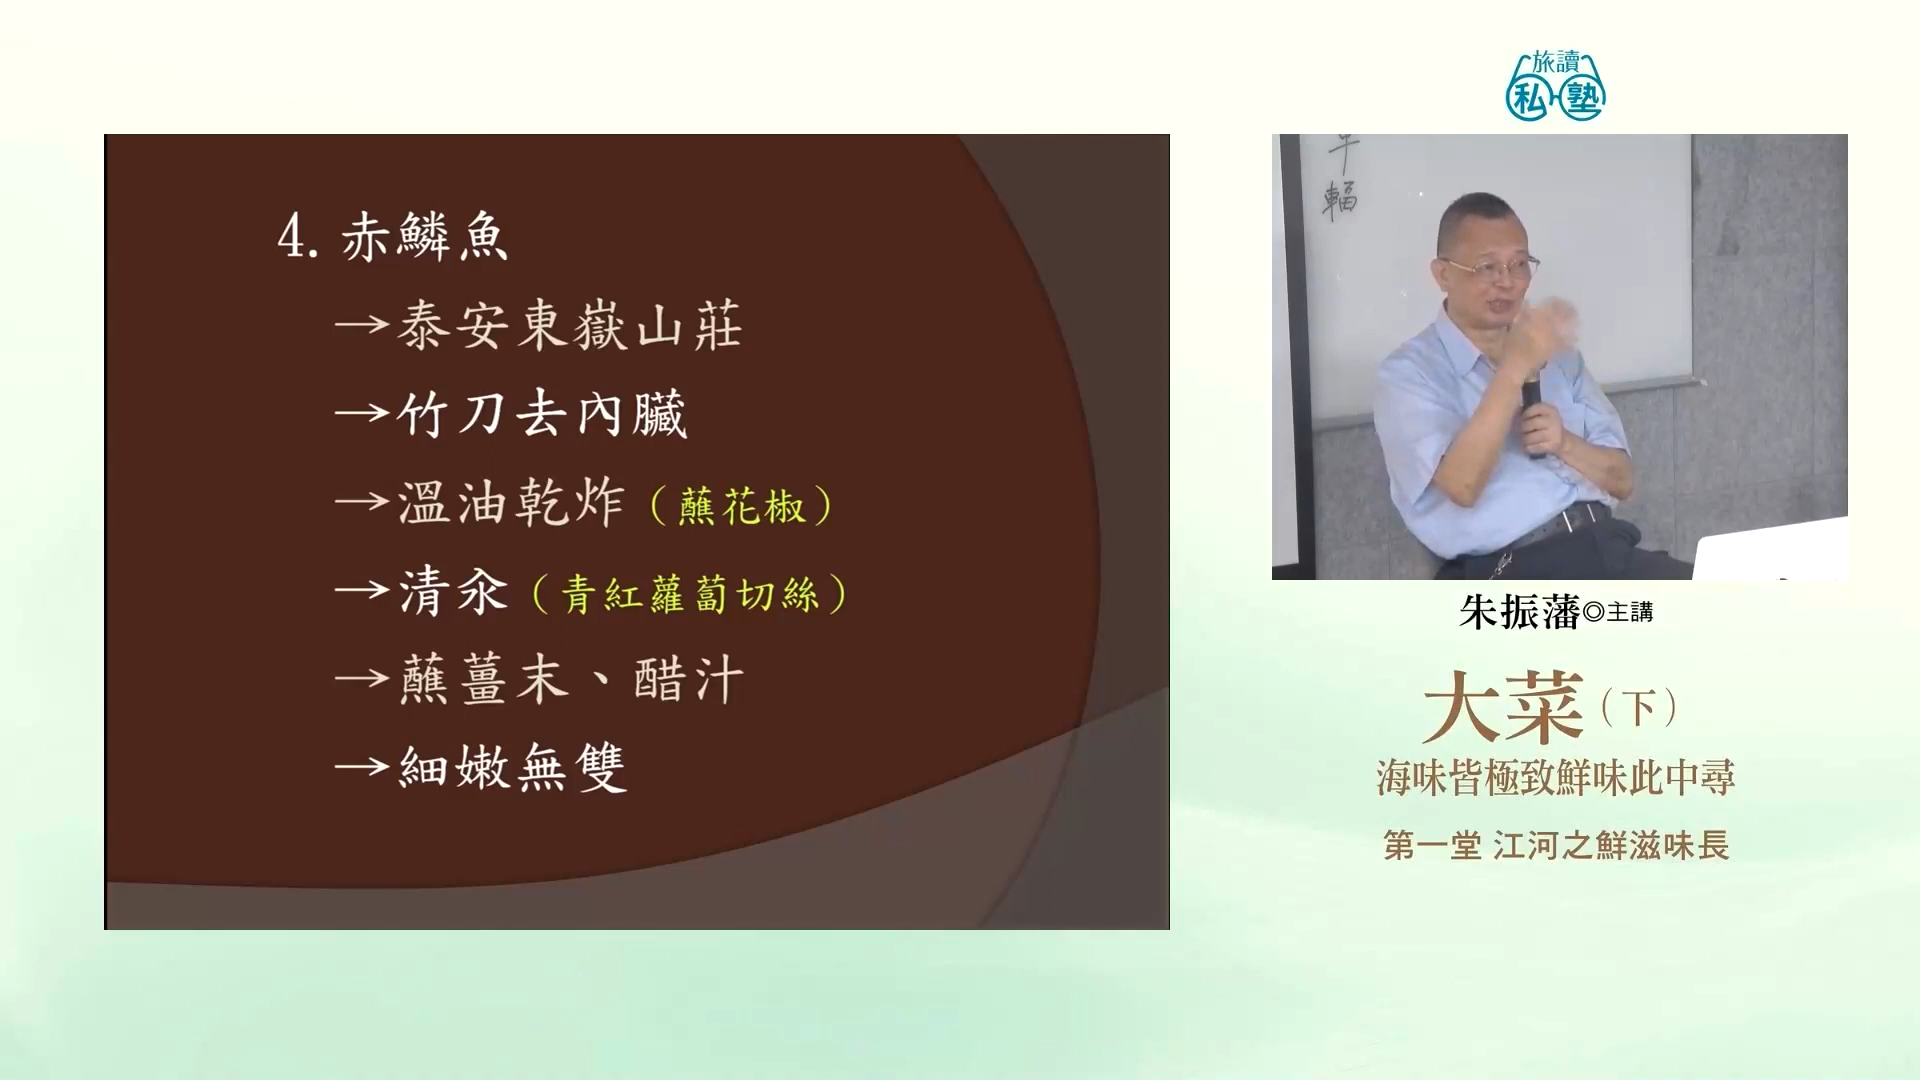 4. 赤鱗魚
→泰安東嶽山莊
→竹刀去內臟
→溫油乾炸（蘸花椒）
→清汆（青紅蘿蔔切絲）
→蘸薑末、醋汁
→細嫩無雙
旅讀
私塾
輻
朱振藩◎主講
大菜（下）
海味皆極致鮮味此中尋
第一堂 江河之鮮滋味長